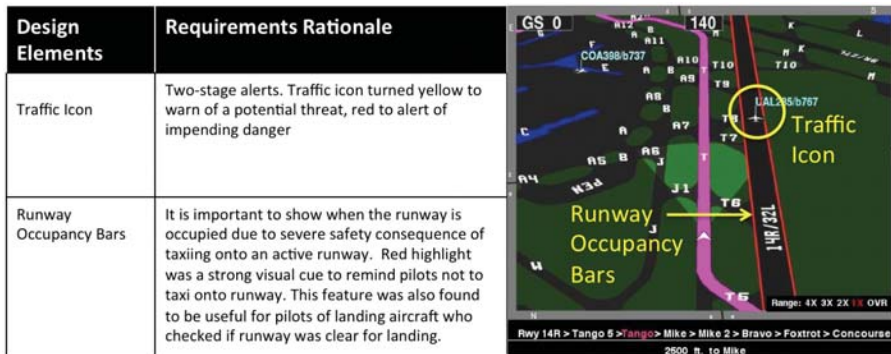 Design
Elements
Requirements Rationale
Traffic Icon
Two-stage alerts. Traffic icon turned yellow to
warn of a potential threat, red to alert of
impending danger
Runway
Occupancy Bars
It is important to show when the runway is
occupied due to severe safety consequence of
taxiing onto an active runway. Red highlight
was a strong visual cue to remind pilots not to
taxi onto runway. This feature was also found
to be useful for pilots of landing aircraft who
checked if runway was clear for landing.
GS 0
140
5
A12
B
A11
K
F
COA398/b737
E
E
M
L
K
A10
T10
M
T10
A
B
A9
T9
A8
B
UAL285/b767
C
A
A7
T8
T7
Traffic
Icon
A6
A5
B
J
T
A4
PEN
J1
T6
Runway
Occupancy
Bars
14R/32L
J
M
T5
N
Range: 4X 3X 2X 1X OVR
Rwy 14R > Tango 5 >Tango> Mike > Mike 2 > Bravo > Foxtrot > Concourse
2500 ft. to Mike